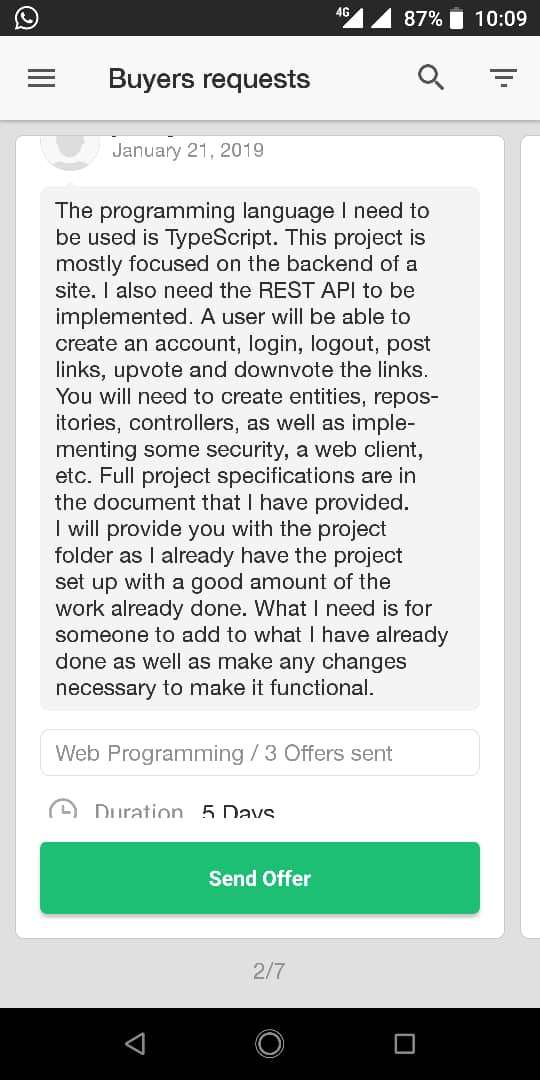 4G 87% 10:09
Buyers requests
January 21, 2019
The programming language I need to
be used is TypeScript. This project is
mostly focused on the backend of a
site. I also need the REST API to be
implemented. A user will be able to
create an account, login, logout, post
links, upvote and downvote the links.
You will need to create entities, repos-
itories, controllers, as well as imple-
menting some security, a web client,
etc. Full project specifications are in
the document that I have provided.
I will provide you with the project
folder as I already have the project
set up with a good amount of the
work already done. What I need is for
someone to add to what I have already
done as well as make any changes
necessary to make it functional.
Web Programming / 3 Offers sent
Duration 5 Days
Send Offer
2/7